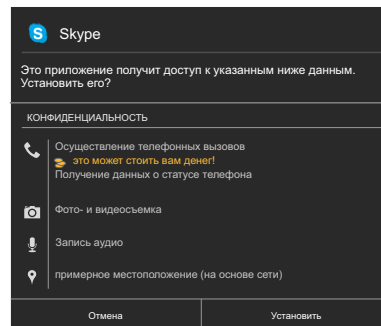 Skype
Это приложение получит доступ к указанным ниже данным.
Установить его?
КОНФИДЕНЦИАЛЬНОСТЬ
Осуществление телефонных вызовов
это может стоить вам денег!
Получение данных о статусе телефона
Фото- и видеосъемка
Запись аудио
примерное местоположение (на основе сети)
Отмена
Установить